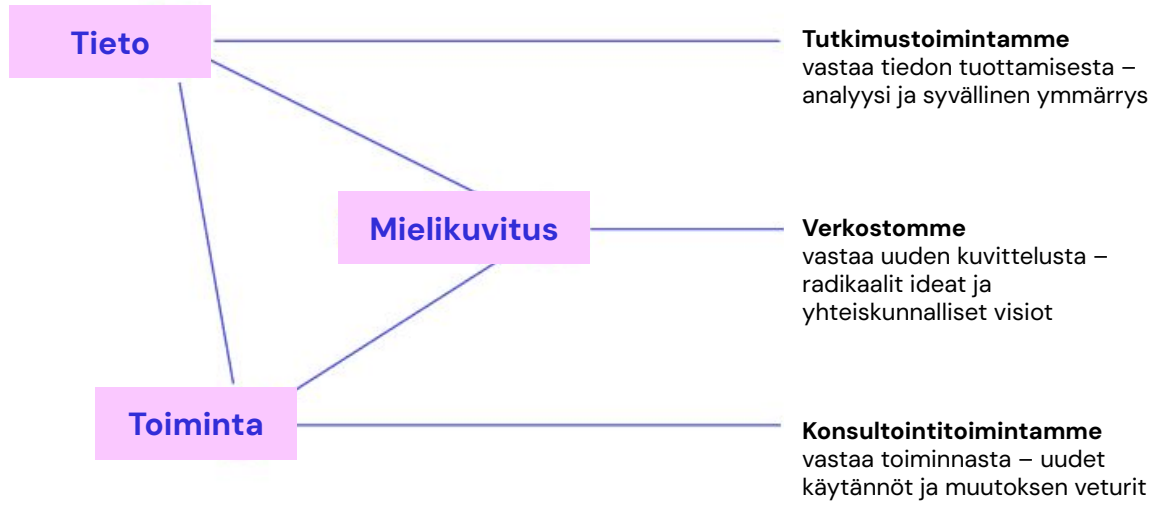 Tieto
Tutkimustoimintamme
vastaa tiedon tuottamisesta –
analyysi ja syvällinen ymmärrys
Mielikuvitus
Verkostomme
vastaa uuden kuvittelusta –
radikaalit ideat ja
yhteiskunnalliset visiot
Toiminta
Konsultointitoimintamme
vastaa toiminnasta – uudet
käytännöt ja muutoksen veturit